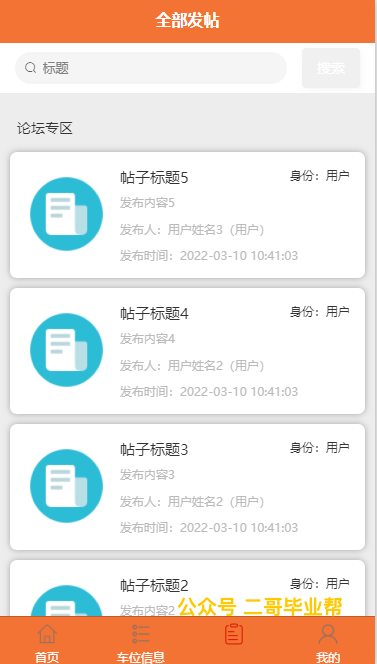 全部发帖
标题
搜索
论坛专区
帖子标题5
身份：用户
发布内容5
发布人：用户姓名3（用户）
发布时间：2022-03-10 10:41:03
帖子标题4
身份：用户
发布内容4
发布人：用户姓名2（用户）
发布时间：2022-03-10 10:41:03
帖子标题3
身份：用户
发布内容3
发布人：用户姓名2（用户）
发布时间：2022-03-10 10:41:03
帖子标题2
身份：用户
发布内容2
公众号 二哥毕业帮
首页
车位信息
我的